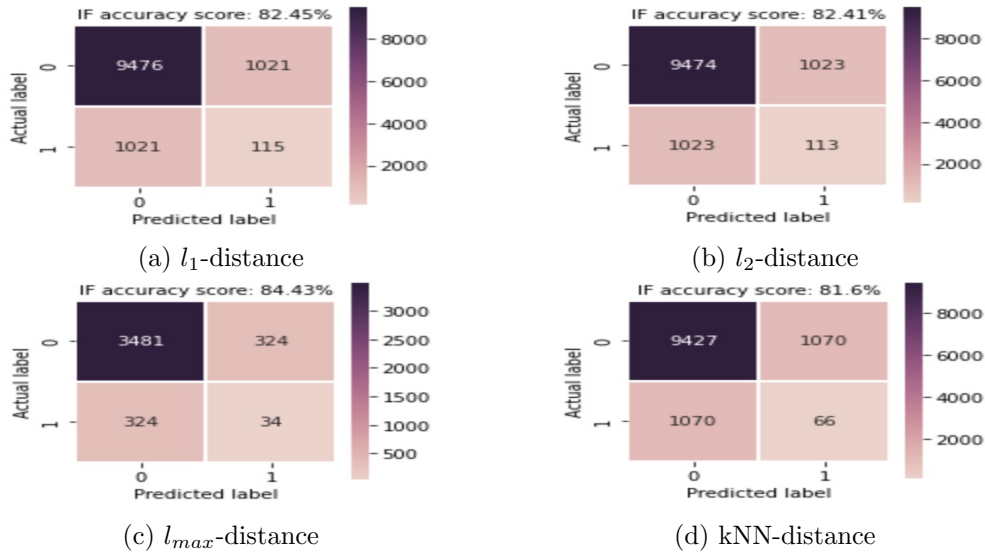 IF accuracy score: 82.45%
Actual label
0
1
9476 1021
1021 115
0 1
Predicted label
8000
6000
4000
2000
(a) l₁-distance
IF accuracy score: 82.41%
Actual label
0
1
9474 1023
1023 113
0 1
Predicted label
8000
6000
4000
2000
(b) l₂-distance
IF accuracy score: 84.43%
Actual label
0
1
3481 324
324 34
0 1
Predicted label
3000
2500
2000
1500
1000
500
(c) lmax-distance
IF accuracy score: 81.6%
Actual label
0
1
9427 1070
1070 66
0 1
Predicted label
8000
6000
4000
2000
(d) kNN-distance